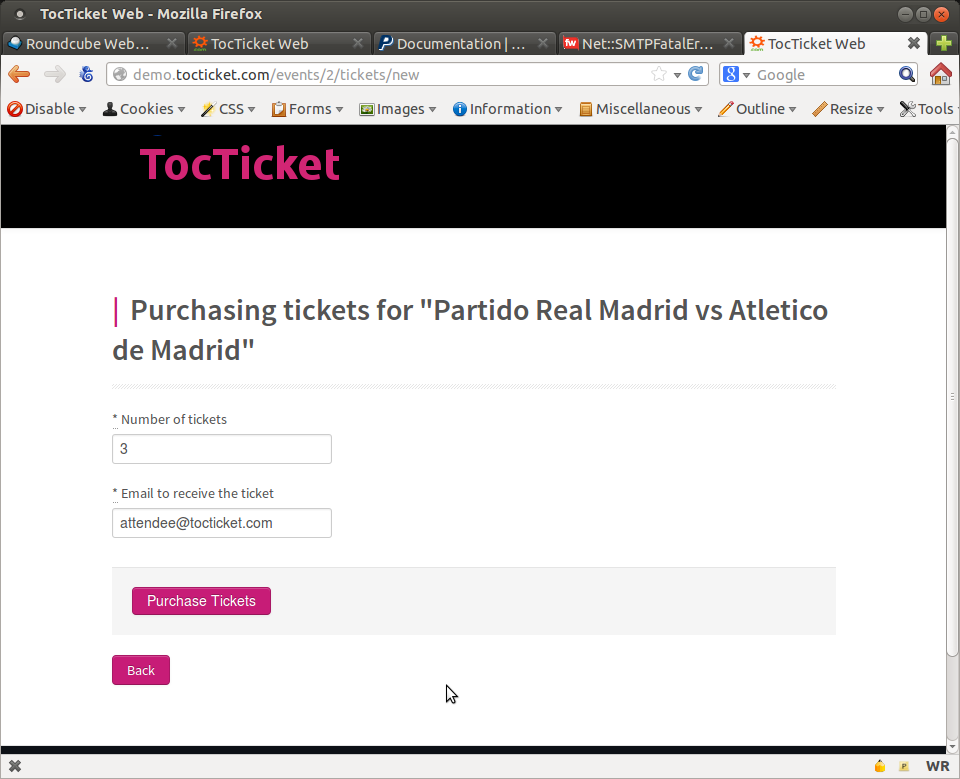 TocTicket Web - Mozilla Firefox
Roundcube Web... TocTicket Web Documentation | ... Net::SMTPFatalEr... TocTicket Web
demo.tocticket.com/events/2/tickets/new Google
Disable Cookies CSS Forms Images Information Miscellaneous Outline Resize Tools
TocTicket
| Purchasing tickets for "Partido Real Madrid vs Atletico
de Madrid"
* Number of tickets
3
* Email to receive the ticket
attendee@tocticket.com
Purchase Tickets
Back
WR